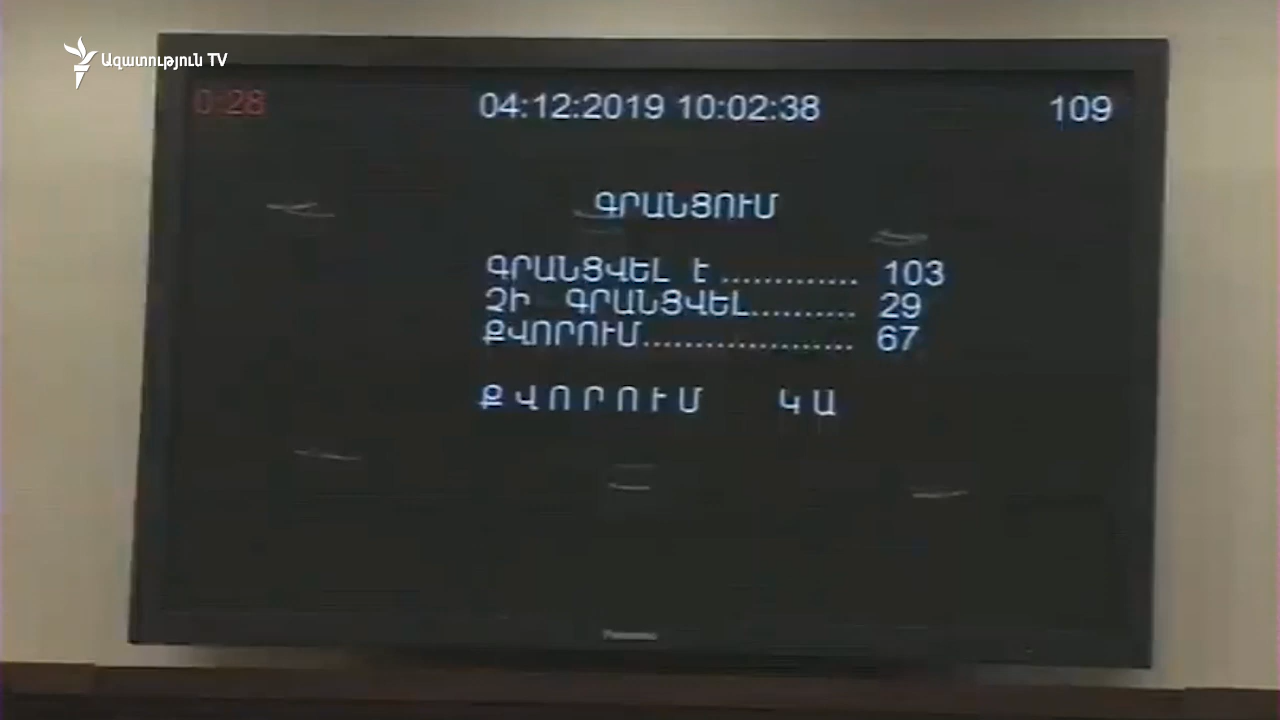 Ազատություն TV
0:28 04:12:2019 10:02:38 109
ԳՐԱՆՑՈՒՄ
ԳՐԱՆՑՎԵԼ Է ............. 103
ՉԻ ԳՐԱՆՑՎԵԼ.......... 29
ՔՎՈՐՈՒՄ.................... 67
ՔՎՈՐՈՒՄ ԿԱ
Panasonic